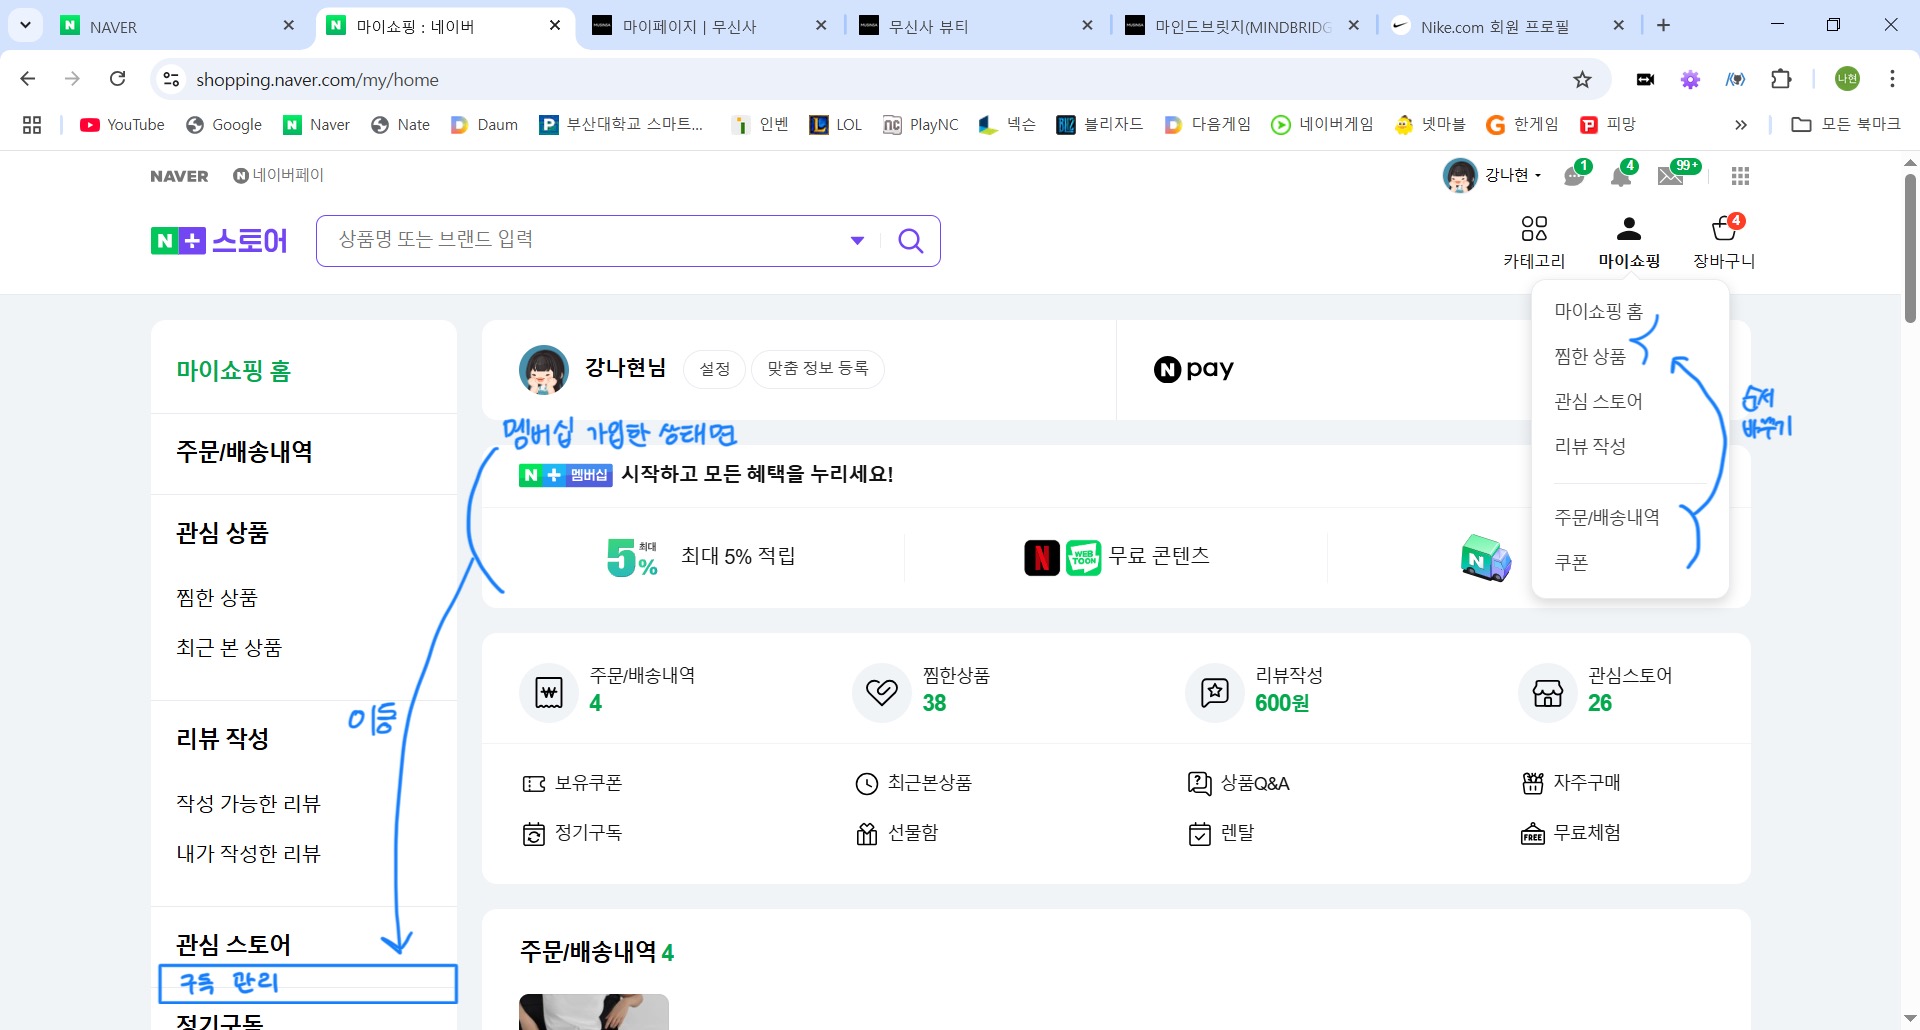 NAVER
마이쇼핑 : 네이버
마이페이지 | 무신사
무신사 뷰티
마인드브릿지(MINDBRIDG
Nike.com 회원 프로필
shopping.naver.com/my/home
나현
YouTube
Google
Naver
Nate
Daum
부산대학교 스마트...
인벤
LOL
PlayNC
넥슨
블리자드
다음게임
네이버게임
넷마블
한게임
피망
모든 북마크
NAVER
네이버페이
강나현
1
4
99+
N+ 스토어
상품명 또는 브랜드 입력
카테고리
마이쇼핑
4
장바구니
마이쇼핑 홈
찜한 상품
관심 스토어
리뷰 작성
주문/배송내역
쿠폰
순서
바꾸기
마이쇼핑 홈
주문/배송내역
관심 상품
찜한 상품
최근 본 상품
리뷰 작성
작성 가능한 리뷰
내가 작성한 리뷰
관심 스토어
구독 관리
정기구독
이동
강나현님
설정
맞춤 정보 등록
N pay
멤버십 가입한 상태면
N+ 멤버십 시작하고 모든 혜택을 누리세요!
최대 5%
최대 5% 적립
N
WEBTOON
무료 콘텐츠
N
주문/배송내역
4
찜한상품
38
리뷰작성
600원
관심스토어
26
보유쿠폰
최근본상품
상품Q&A
자주구매
정기구독
선물함
렌탈
FREE
무료체험
주문/배송내역 4